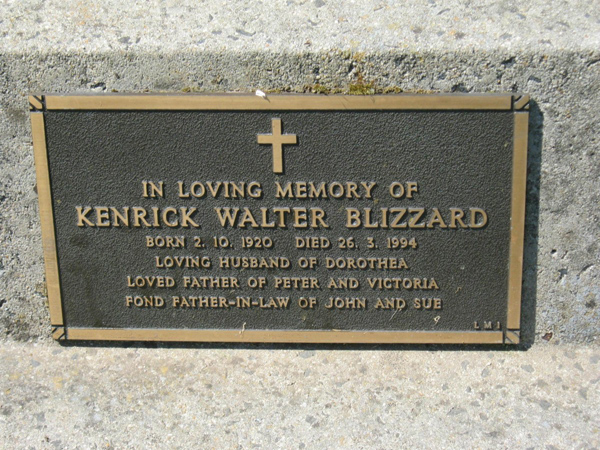 IN LOVING MEMORY OF
KENRICK WALTER BLIZZARD
BORN 2. 10. 1920 DIED 26. 3. 1994
LOVING HUSBAND OF DOROTHEA
LOVED FATHER OF PETER AND VICTORIA
FOND FATHER-IN-LAW OF JOHN AND SUE
L M 1